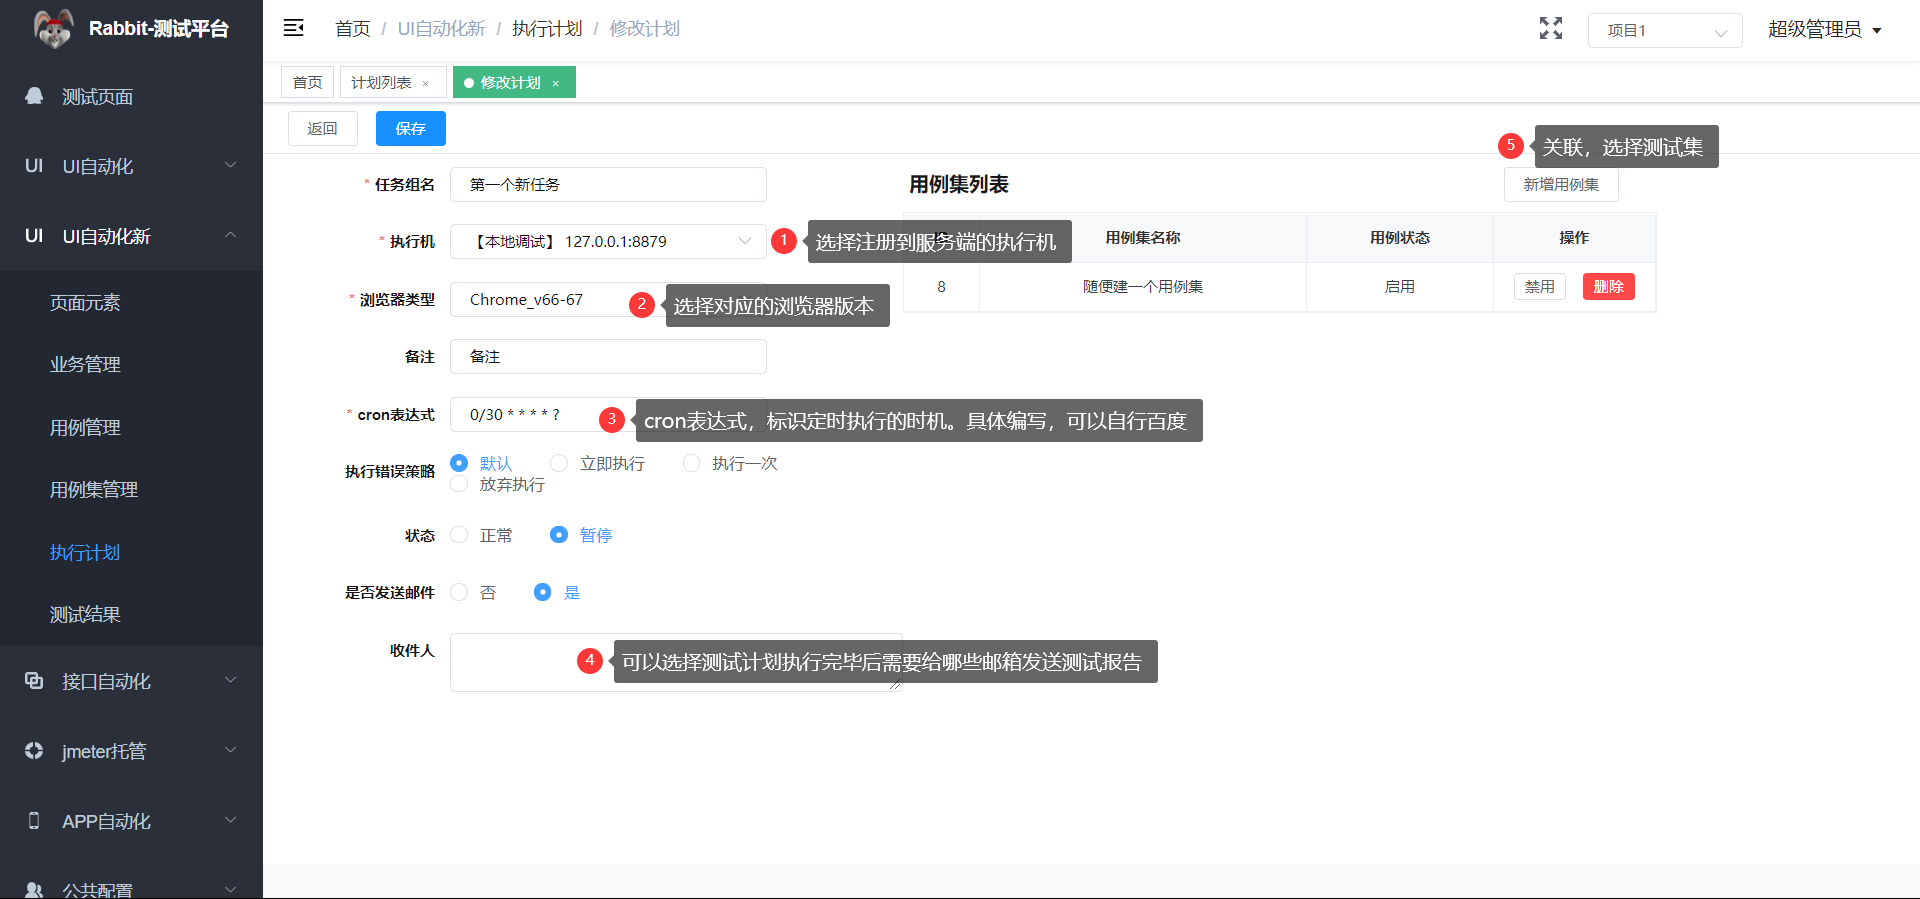 Rabbit-测试平台
首页 / UI自动化新 / 执行计划 / 修改计划
项目1
超级管理员
首页
计划列表 ×
修改计划 ×
返回
保存
测试页面
UI UI自动化
UI UI自动化新
页面元素
业务管理
用例管理
用例集管理
执行计划
测试结果
接口自动化
jmeter托管
APP自动化
公共配置
* 任务组名
第一个新任务
* 执行机
【本地调试】 127.0.0.1:8879
1 选择注册到服务端的执行机
* 浏览器类型
Chrome_v66-67
2 选择对应的浏览器版本
备注
备注
* cron表达式
0/30 * * * * ?
3 cron表达式，标识定时执行的时机。具体编写，可以自行百度
执行错误策略
默认 立即执行 执行一次
放弃执行
状态
正常 暂停
是否发送邮件
否 是
收件人
4 可以选择测试计划执行完毕后需要给哪些邮箱发送测试报告
5 关联，选择测试集
用例集列表
新增用例集
用例集名称 用例状态 操作
8 随便建一个用例集 启用 禁用 删除